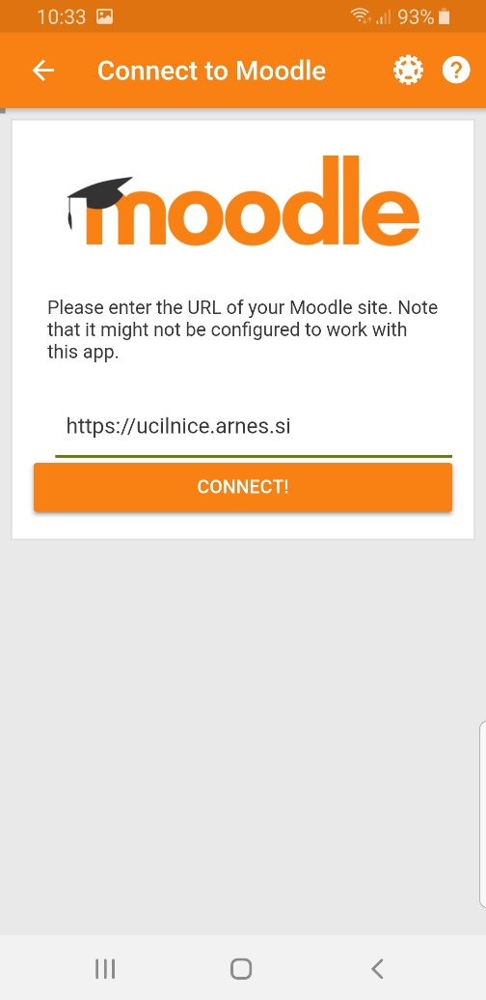 10:33 93%
Connect to Moodle
moodle
Please enter the URL of your Moodle site. Note
that it might not be configured to work with
this app.
https://ucilnice.arnes.si
CONNECT!